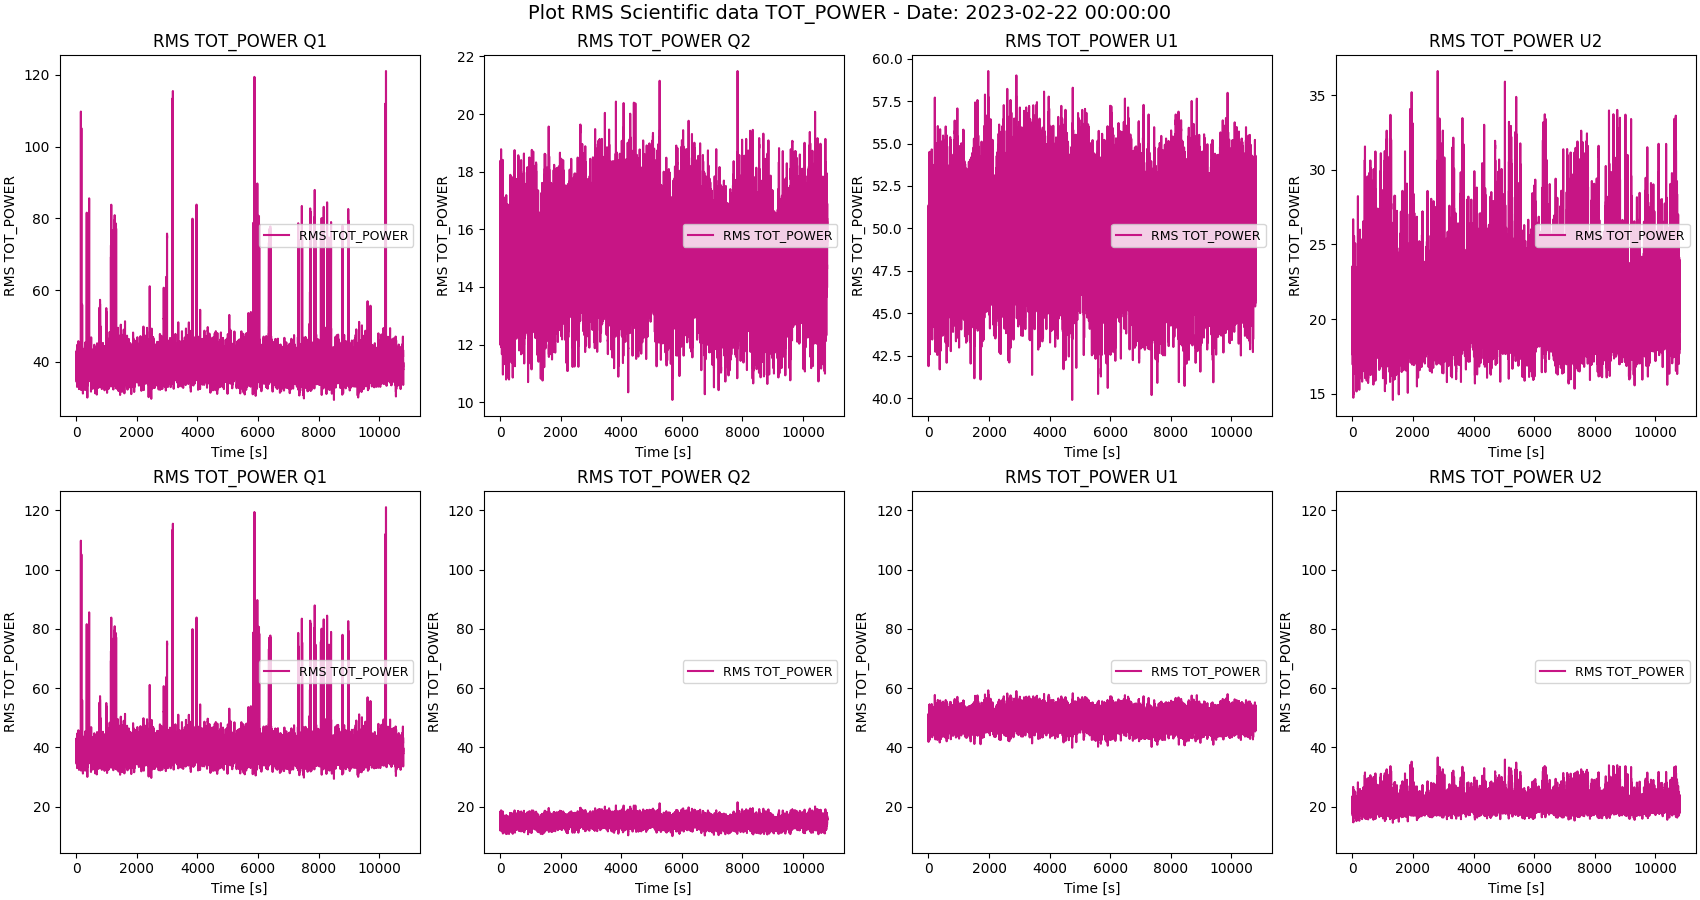 Plot RMS Scientific data TOT_POWER - Date: 2023-02-22 00:00:00
RMS TOT_POWER Q1
RMS TOT_POWER
120
100
80
60
40
RMS TOT_POWER
0 2000 4000 6000 8000 10000
Time [s]
RMS TOT_POWER Q2
RMS TOT_POWER
22
20
18
16
14
12
10
RMS TOT_POWER
0 2000 4000 6000 8000 10000
Time [s]
RMS TOT_POWER U1
RMS TOT_POWER
60.0
57.5
55.0
52.5
50.0
47.5
45.0
42.5
40.0
RMS TOT_POWER
0 2000 4000 6000 8000 10000
Time [s]
RMS TOT_POWER U2
RMS TOT_POWER
35
30
25
20
15
RMS TOT_POWER
0 2000 4000 6000 8000 10000
Time [s]
RMS TOT_POWER Q1
RMS TOT_POWER
120
100
80
60
40
20
RMS TOT_POWER
0 2000 4000 6000 8000 10000
Time [s]
RMS TOT_POWER Q2
RMS TOT_POWER
120
100
80
60
40
20
RMS TOT_POWER
0 2000 4000 6000 8000 10000
Time [s]
RMS TOT_POWER U1
RMS TOT_POWER
120
100
80
60
40
20
RMS TOT_POWER
0 2000 4000 6000 8000 10000
Time [s]
RMS TOT_POWER U2
RMS TOT_POWER
120
100
80
60
40
20
RMS TOT_POWER
0 2000 4000 6000 8000 10000
Time [s]